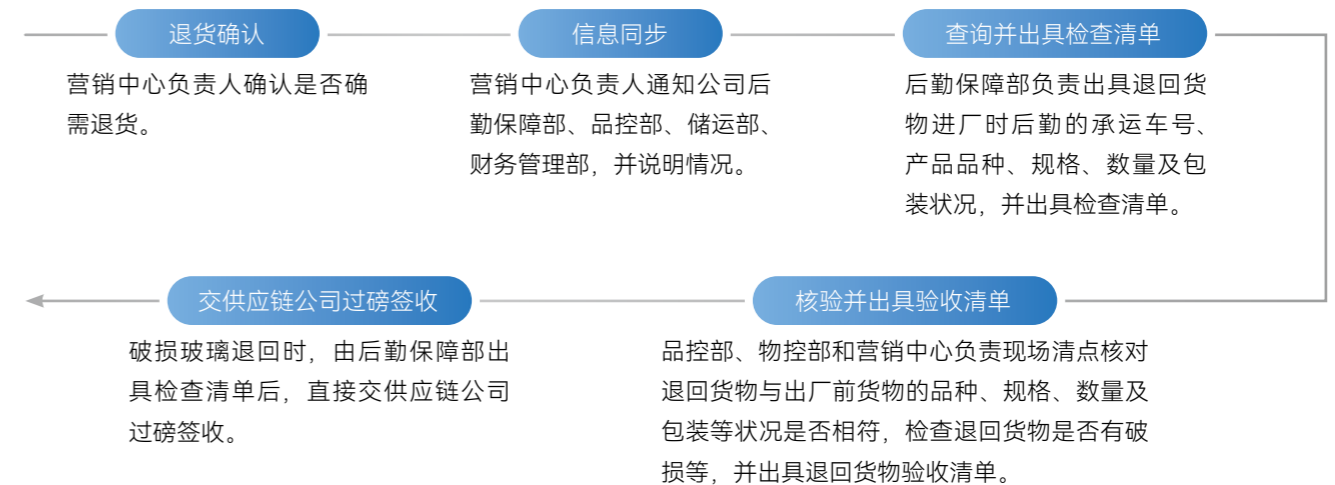 退货确认
营销中心负责人确认是否确
需退货。
信息同步
营销中心负责人通知公司后
勤保障部、品控部、储运部、
财务管理部，并说明情况。
查询并出具检查清单
后勤保障部负责出具退回货
物进厂时后勤的承运车号、
产品品种、规格、数量及包
装状况，并出具检查清单。
核验并出具验收清单
品控部、物控部和营销中心负责现场清点核对
退回货物与出厂前货物的品种、规格、数量及
包装等状况是否相符，检查退回货物是否有破
损等，并出具退回货物验收清单。
交供应链公司过磅签收
破损玻璃退回时，由后勤保障部出
具检查清单后，直接交供应链公司
过磅签收。